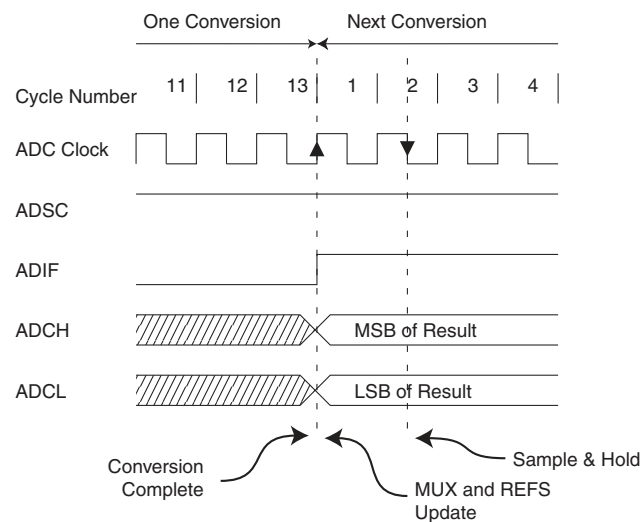 One Conversion Next Conversion
Cycle Number 11 12 13 1 2 3 4
ADC Clock
ADSC
ADIF
ADCH MSB of Result
ADCL LSB of Result
Conversion
Complete
MUX and REFS
Update
Sample & Hold